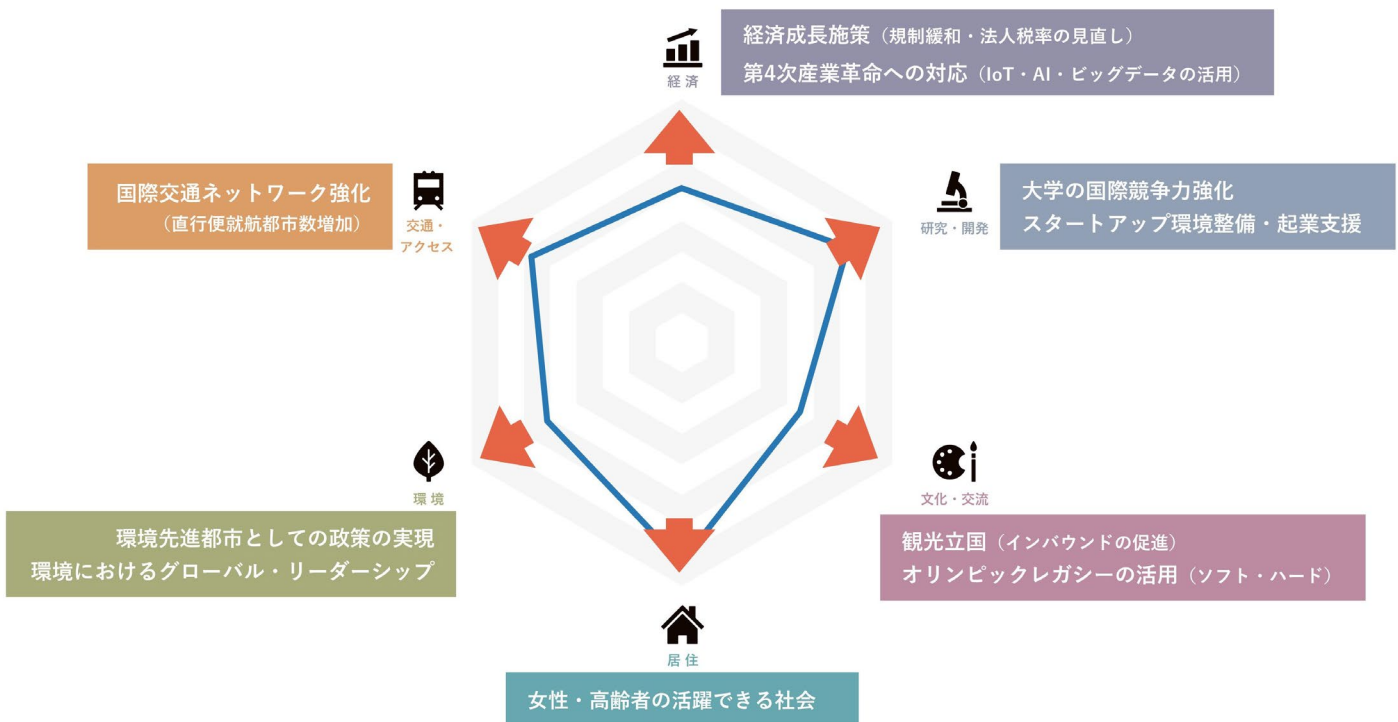 経済
経済成長施策（規制緩和・法人税率の見直し）
第4次産業革命への対応（IoT・AI・ビッグデータの活用）
国際交通ネットワーク強化
（直行便就航都市数増加）
交通・
アクセス
研究・開発
大学の国際競争力強化
スタートアップ環境整備・起業支援
環境
環境先進都市としての政策の実現
環境におけるグローバル・リーダーシップ
文化・交流
観光立国（インバウンドの促進）
オリンピックレガシーの活用（ソフト・ハード）
居住
女性・高齢者の活躍できる社会